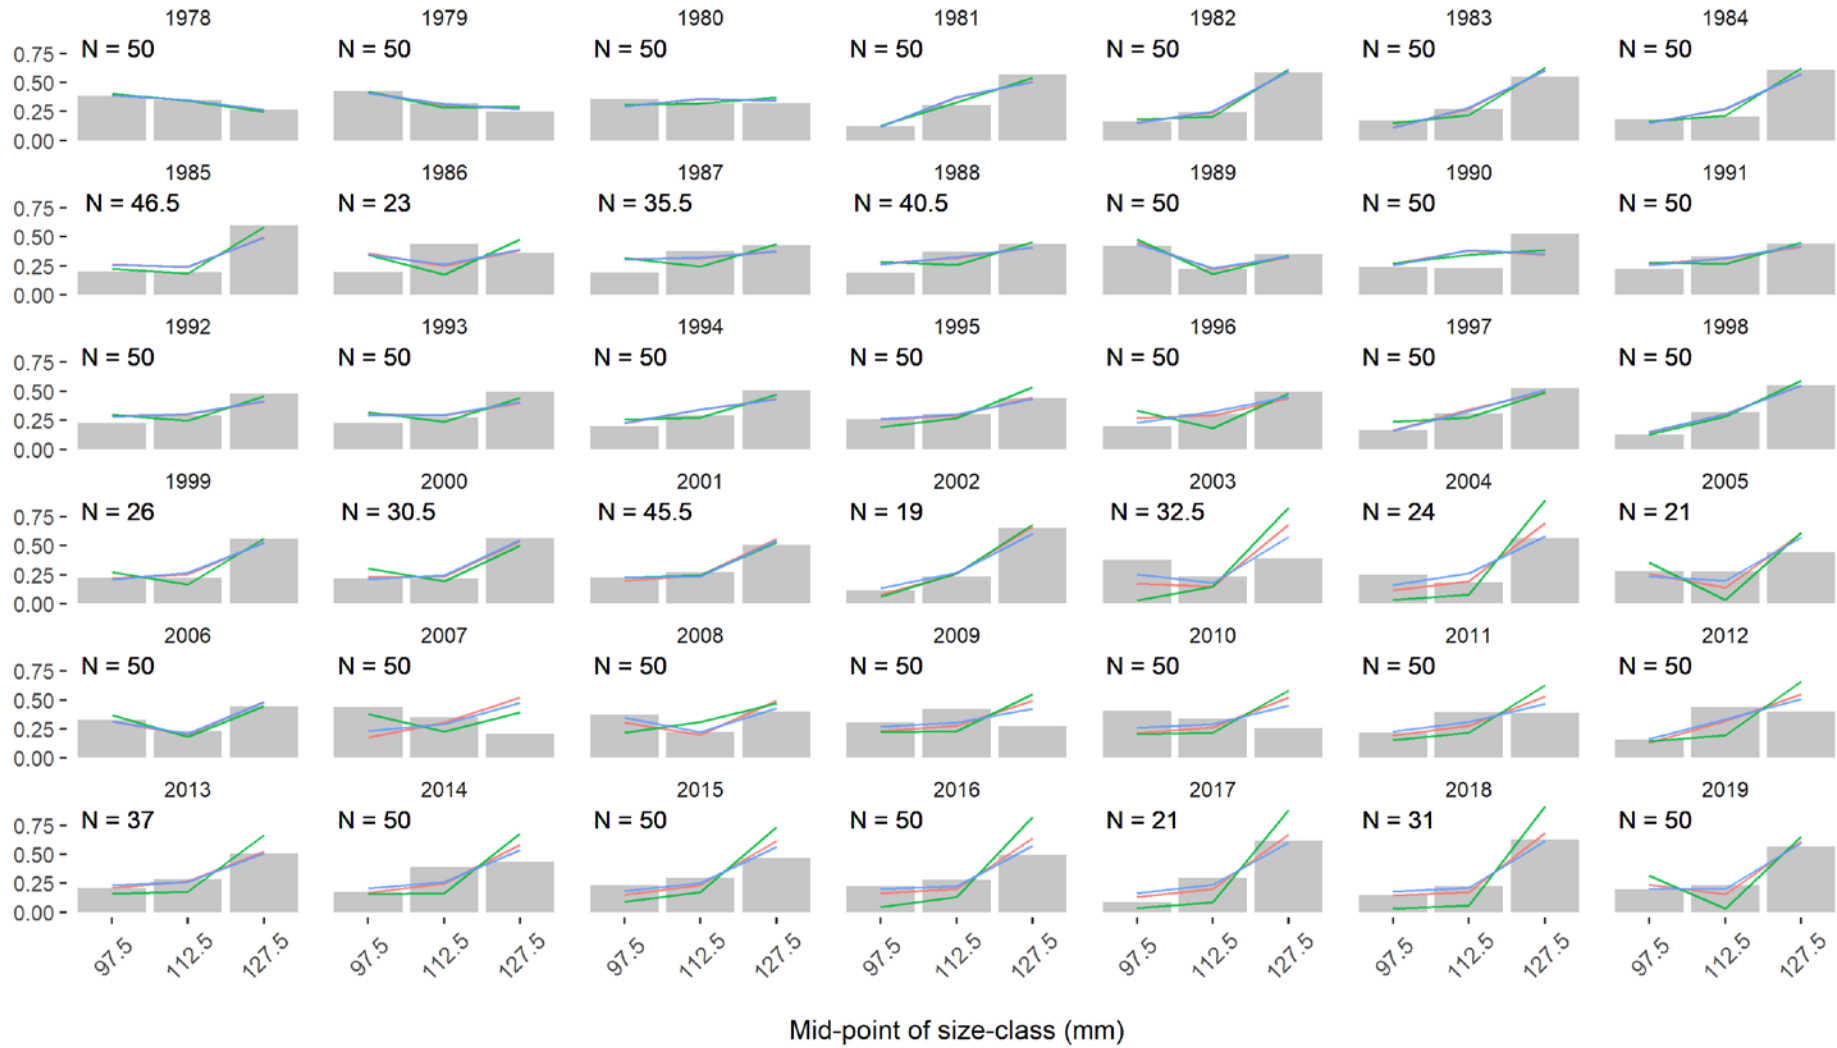 1978 1979 1980 1981 1982 1983 1984
0.75 N = 50 N = 50 N = 50 N = 50 N = 50 N = 50 N = 50
0.50
0.25
0.00
1985 1986 1987 1988 1989 1990 1991
0.75 N = 46.5 N = 23 N = 35.5 N = 40.5 N = 50 N = 50 N = 50
0.50
0.25
0.00
1992 1993 1994 1995 1996 1997 1998
0.75 N = 50 N = 50 N = 50 N = 50 N = 50 N = 50 N = 50
0.50
0.25
0.00
1999 2000 2001 2002 2003 2004 2005
0.75 N = 26 N = 30.5 N = 45.5 N = 19 N = 32.5 N = 24 N = 21
0.50
0.25
0.00
2006 2007 2008 2009 2010 2011 2012
0.75 N = 50 N = 50 N = 50 N = 50 N = 50 N = 50 N = 50
0.50
0.25
0.00
2013 2014 2015 2016 2017 2018 2019
0.75 N = 37 N = 50 N = 50 N = 50 N = 21 N = 31 N = 50
0.50
0.25
0.00
97.5 112.5 127.5 97.5 112.5 127.5 97.5 112.5 127.5 97.5 112.5 127.5 97.5 112.5 127.5 97.5 112.5 127.5 97.5 112.5 127.5
Mid-point of size-class (mm)